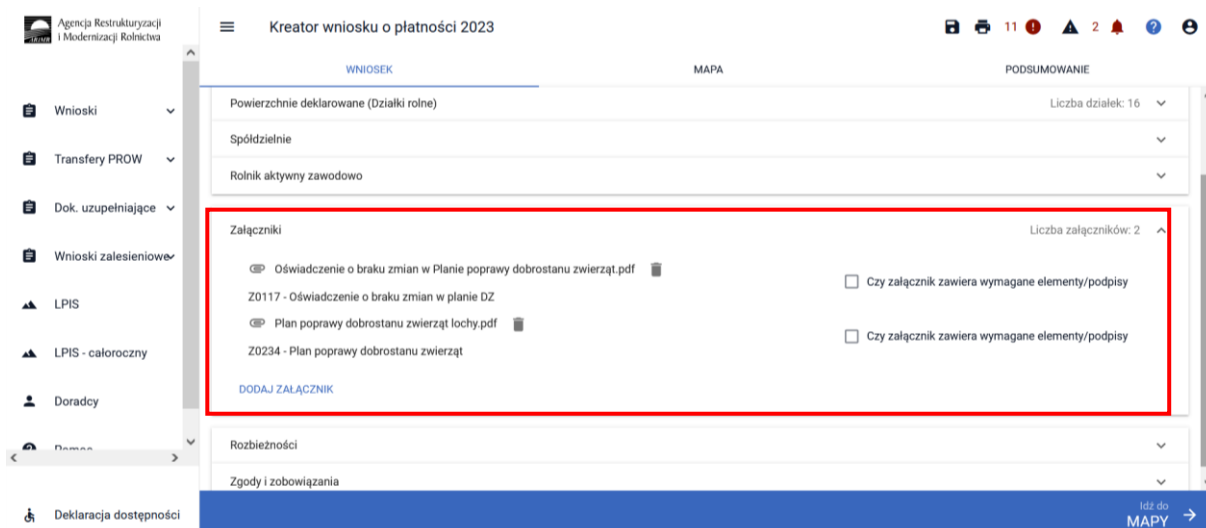 Agencja Restrukturyzacji
i Modernizacji Rolnictwa
ARiMR
Kreator wniosku o płatności 2023
11
2
WNIOSEK
MAPA
PODSUMOWANIE
Wnioski
Transfery PROW
Dok. uzupełniające
Wnioski zalesieniowe
LPIS
LPIS - całoroczny
Doradcy
Pomoc
Deklaracja dostępności
Powierzchnie deklarowane (Działki rolne)
Liczba działek: 16
Spółdzielnie
Rolnik aktywny zawodowo
Załączniki
Liczba załączników: 2
Oświadczenie o braku zmian w Planie poprawy dobrostanu zwierząt.pdf
Z0117 - Oświadczenie o braku zmian w planie DZ
Czy załącznik zawiera wymagane elementy/podpisy
Plan poprawy dobrostanu zwierząt lochy.pdf
Z0234 - Plan poprawy dobrostanu zwierząt
Czy załącznik zawiera wymagane elementy/podpisy
DODAJ ZAŁĄCZNIK
Rozbieżności
Zgody i zobowiązania
Idź do
MAPY